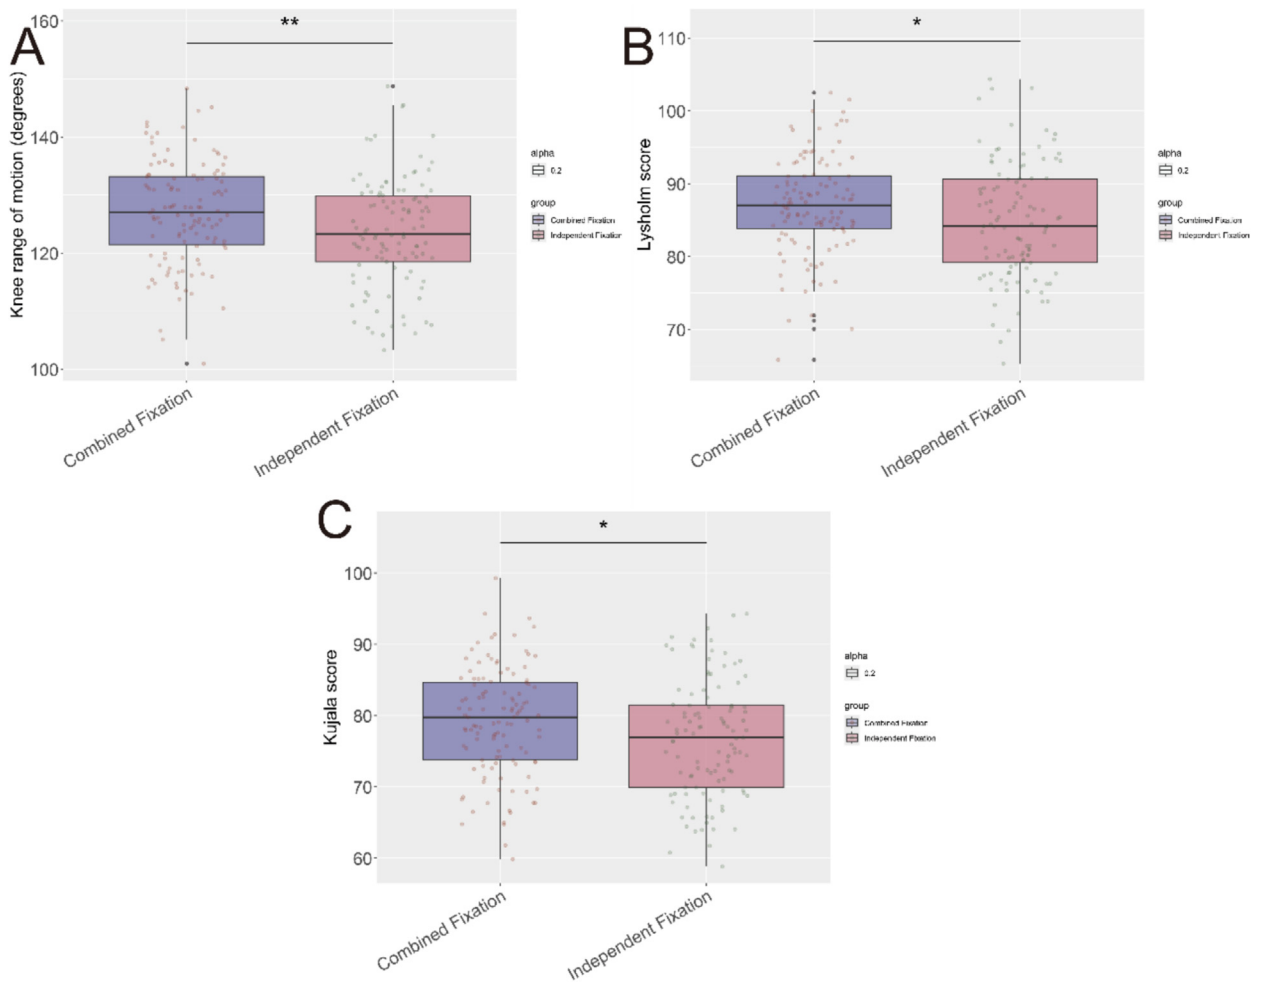 A
**
Knee range of motion (degrees)
160
140
120
100
Combined Fixation
Independent Fixation
alpha
0.2
group
Combined Fixation
Independent Fixation
B
*
Lysholm score
110
100
90
80
70
Combined Fixation
Independent Fixation
alpha
0.2
group
Combined Fixation
Independent Fixation
C
*
Kujala score
100
90
80
70
60
Combined Fixation
Independent Fixation
alpha
0.2
group
Combined Fixation
Independent Fixation